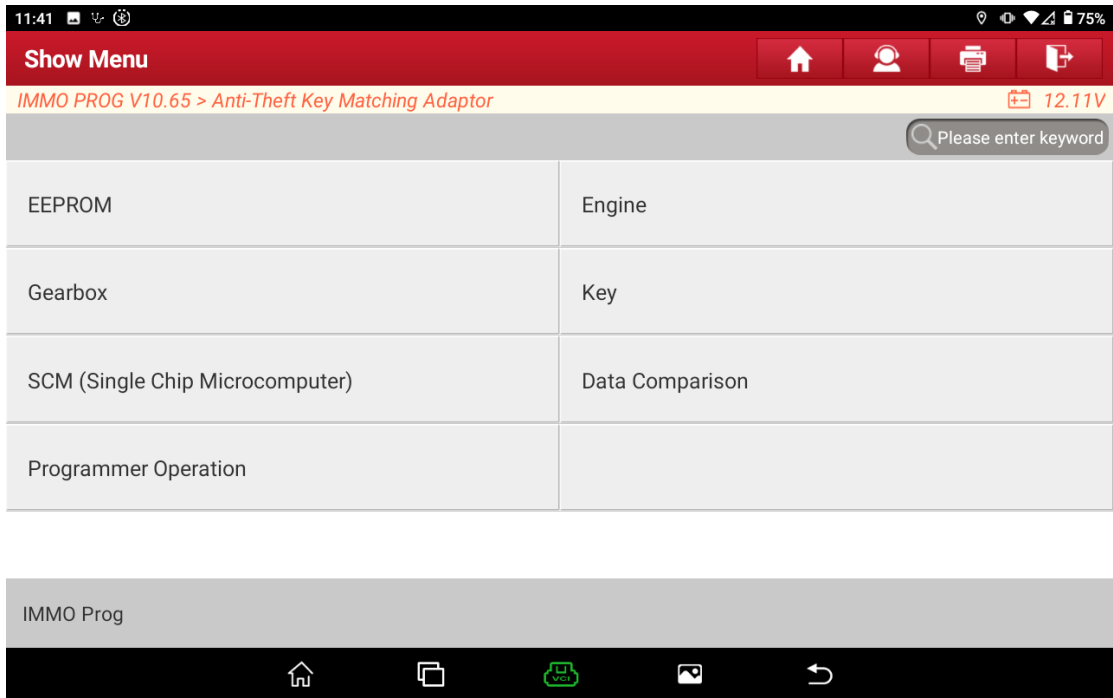 11:41 75%
Show Menu
IMMO PROG V10.65 > Anti-Theft Key Matching Adaptor 12.11V
Please enter keyword
EEPROM Engine
Gearbox Key
SCM (Single Chip Microcomputer) Data Comparison
Programmer Operation
IMMO Prog
VCI